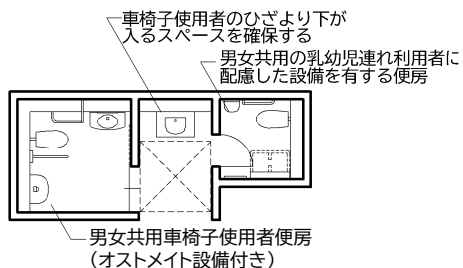 車椅子使用者のひざより下が
入るスペースを確保する
男女共用の乳幼児連れ利用者に
配慮した設備を有する便房
男女共用車椅子使用者便房
（オストメイト設備付き）